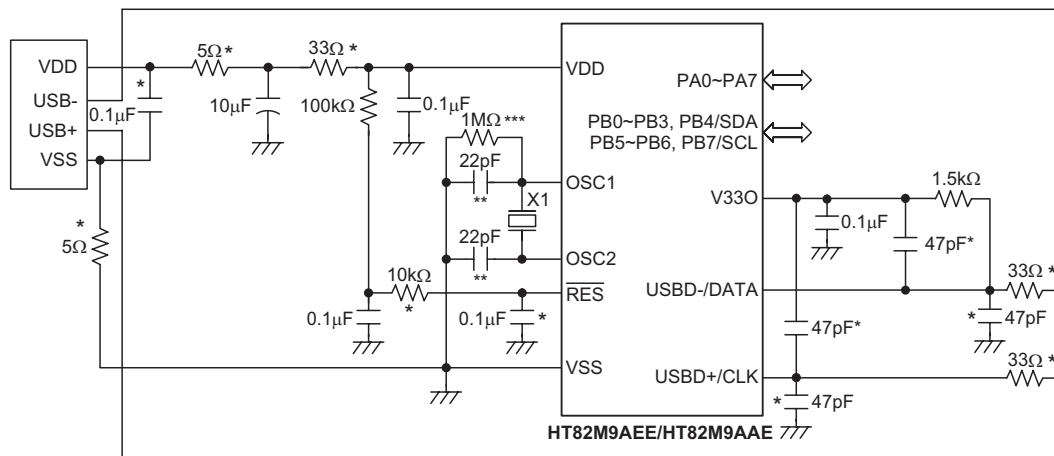 VDD
USB-
USB+
VSS
*
0.1μF
5Ω *
10μF
33Ω *
100kΩ
0.1μF
*
5Ω
1MΩ ***
22pF
**
X1
22pF
**
10kΩ
*
0.1μF
0.1μF
*
VDD
OSC1
OSC2
RES
VSS
PA0~PA7
PB0~PB3, PB4/SDA
PB5~PB6, PB7/SCL
V33O
USBD-/DATA
USBD+/CLK
HT82M9AEE/HT82M9AAE
1.5kΩ
0.1μF
47pF*
33Ω *
*
47pF
47pF*
33Ω *
*
47pF